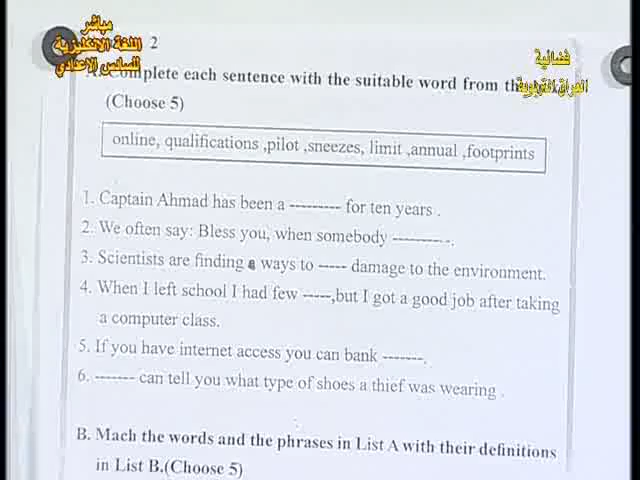 مباشر
اللغة الانكليزية
للسادس الاعدادي
فضائية
العراق التربوية
2
A. Complete each sentence with the suitable word from the
(Choose 5)
online, qualifications ,pilot ,sneezes, limit ,annual ,footprints
1. Captain Ahmad has been a --------- for ten years .
2. We often say: Bless you, when somebody ----------.
3. Scientists are finding ways to ----- damage to the environment.
4. When I left school I had few -----,but I got a good job after taking
a computer class.
5. If you have internet access you can bank -------.
6. ------- can tell you what type of shoes a thief was wearing .
B. Mach the words and the phrases in List A with their definitions
in List B.(Choose 5)